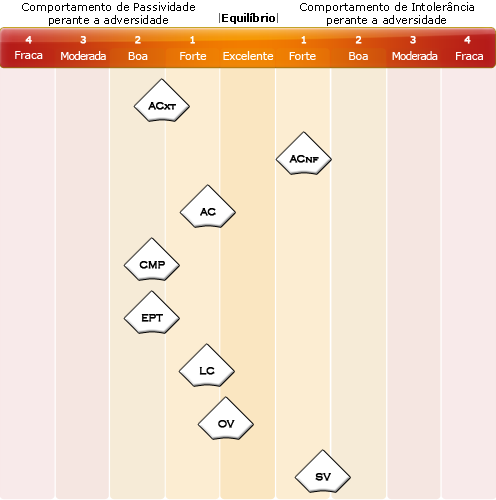 Comportamento de Passividade
perante a adversidade
|Equilíbrio|
Comportamento de Intolerância
perante a adversidade
4 3 2 1 1 2 3 4
Fraca Moderada Boa Forte Excelente Forte Boa Moderada Fraca
ACXT
ACNF
AC
CMP
EPT
LC
OV
SV